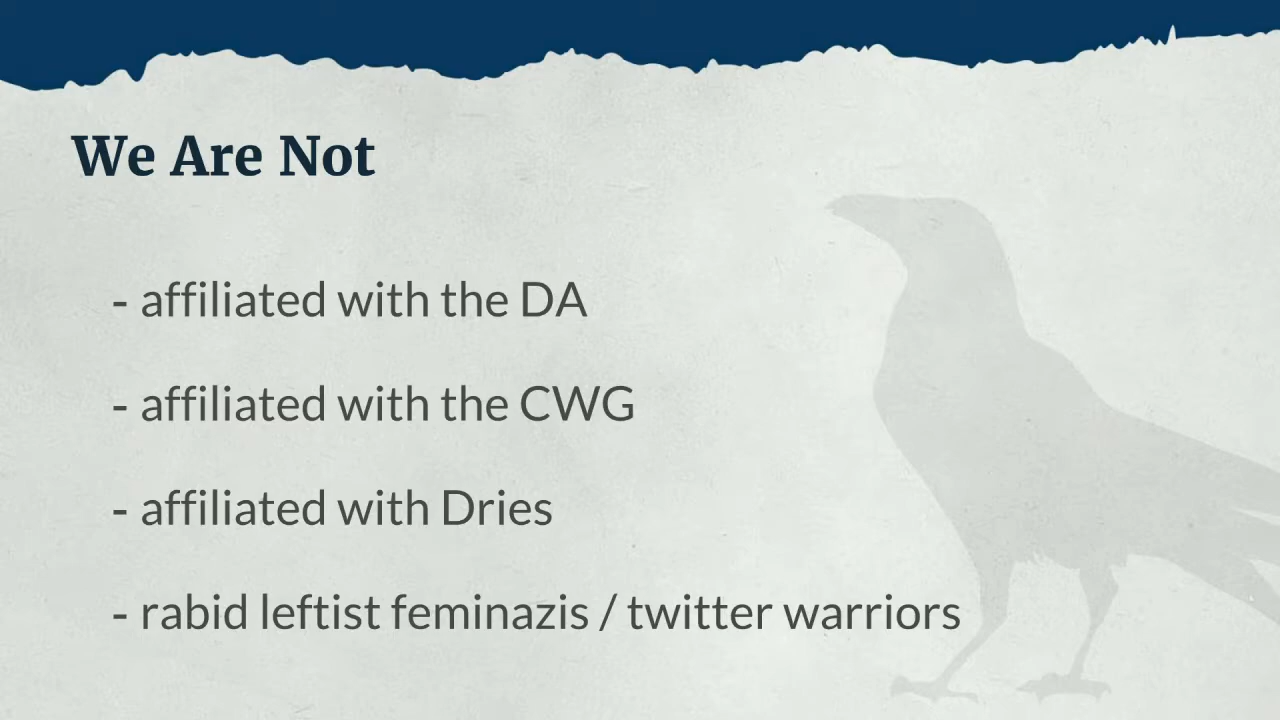 We Are Not
- affiliated with the DA
- affiliated with the CWG
- affiliated with Dries
- rabid leftist feminazis / twitter warriors